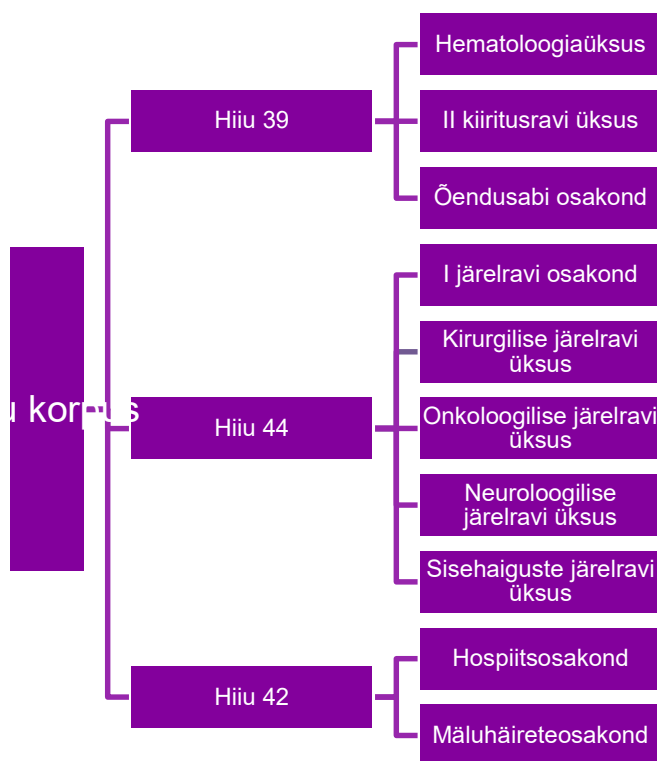 u korpus
Hiiu 39
Hematoloogiaüksus
II kiiritusravi üksus
Õendusabi osakond
Hiiu 44
I järelravi osakond
Kirurgilise järelravi
üksus
Onkoloogilise järelravi
üksus
Neuroloogilise
järelravi üksus
Sisehaiguste järelravi
üksus
Hiiu 42
Hospiitsosakond
Mäluhäireteosakond